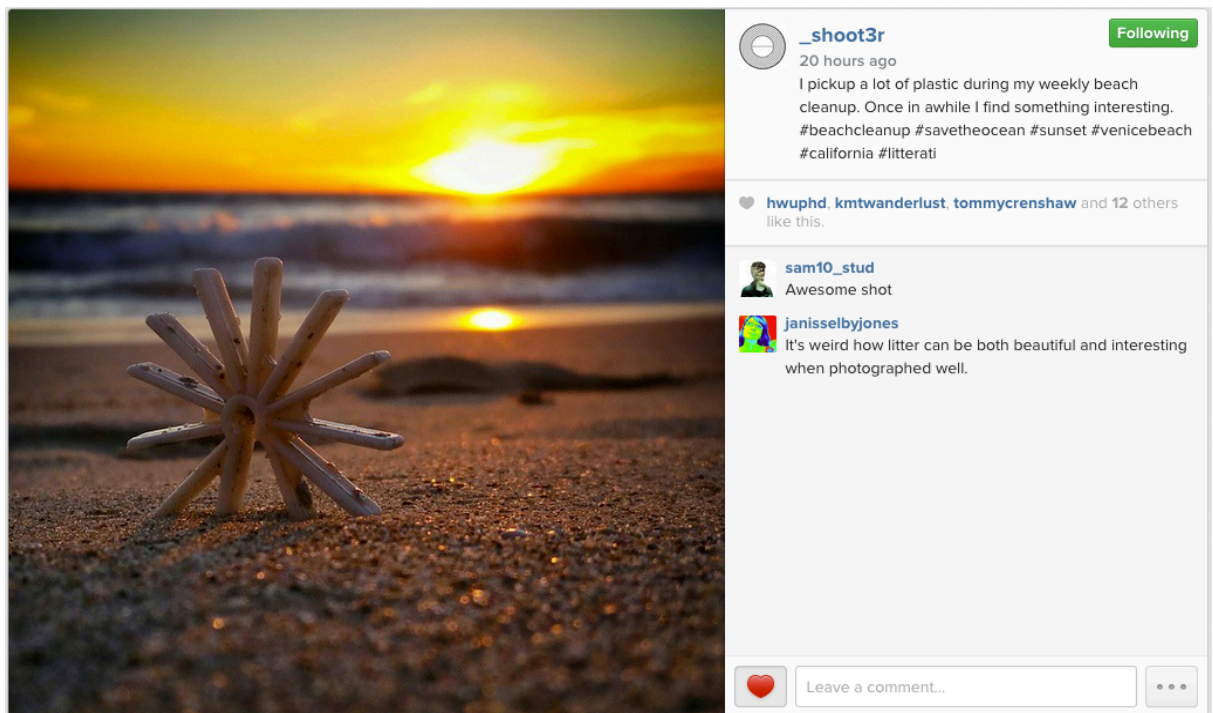 _shoot3r
Following
20 hours ago
I pickup a lot of plastic during my weekly beach
cleanup. Once in awhile I find something interesting.
#beachcleanup #savetheocean #sunset #venicebeach
#california #litterati
hwuphd, kmtwanderlust, tommycrenshaw and 12 others
like this.
sam10_stud
Awesome shot
janisselbyjones
It's weird how litter can be both beautiful and interesting
when photographed well.
Leave a comment...